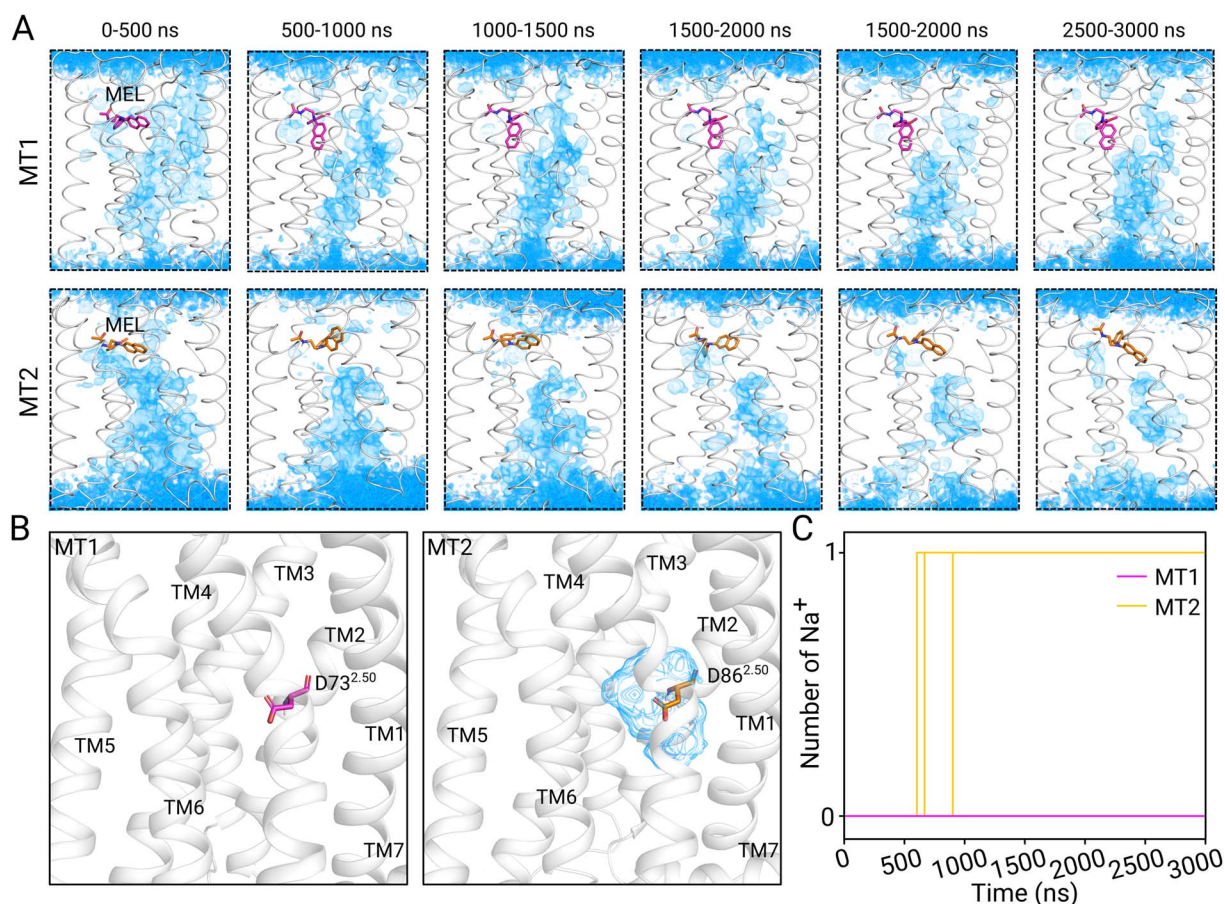 A
0-500 ns
500-1000 ns
1000-1500 ns
1500-2000 ns
1500-2000 ns
2500-3000 ns
MT1
MEL
MT2
MEL
B
MT1
TM3
TM4
TM2
D73^2.50
TM1
TM5
TM6
TM7
MT2
TM3
TM4
TM2
D86^2.50
TM1
TM5
TM6
TM7
C
Number of Na+
1
0
MT1
MT2
0 500 1000 1500 2000 2500 3000
Time (ns)